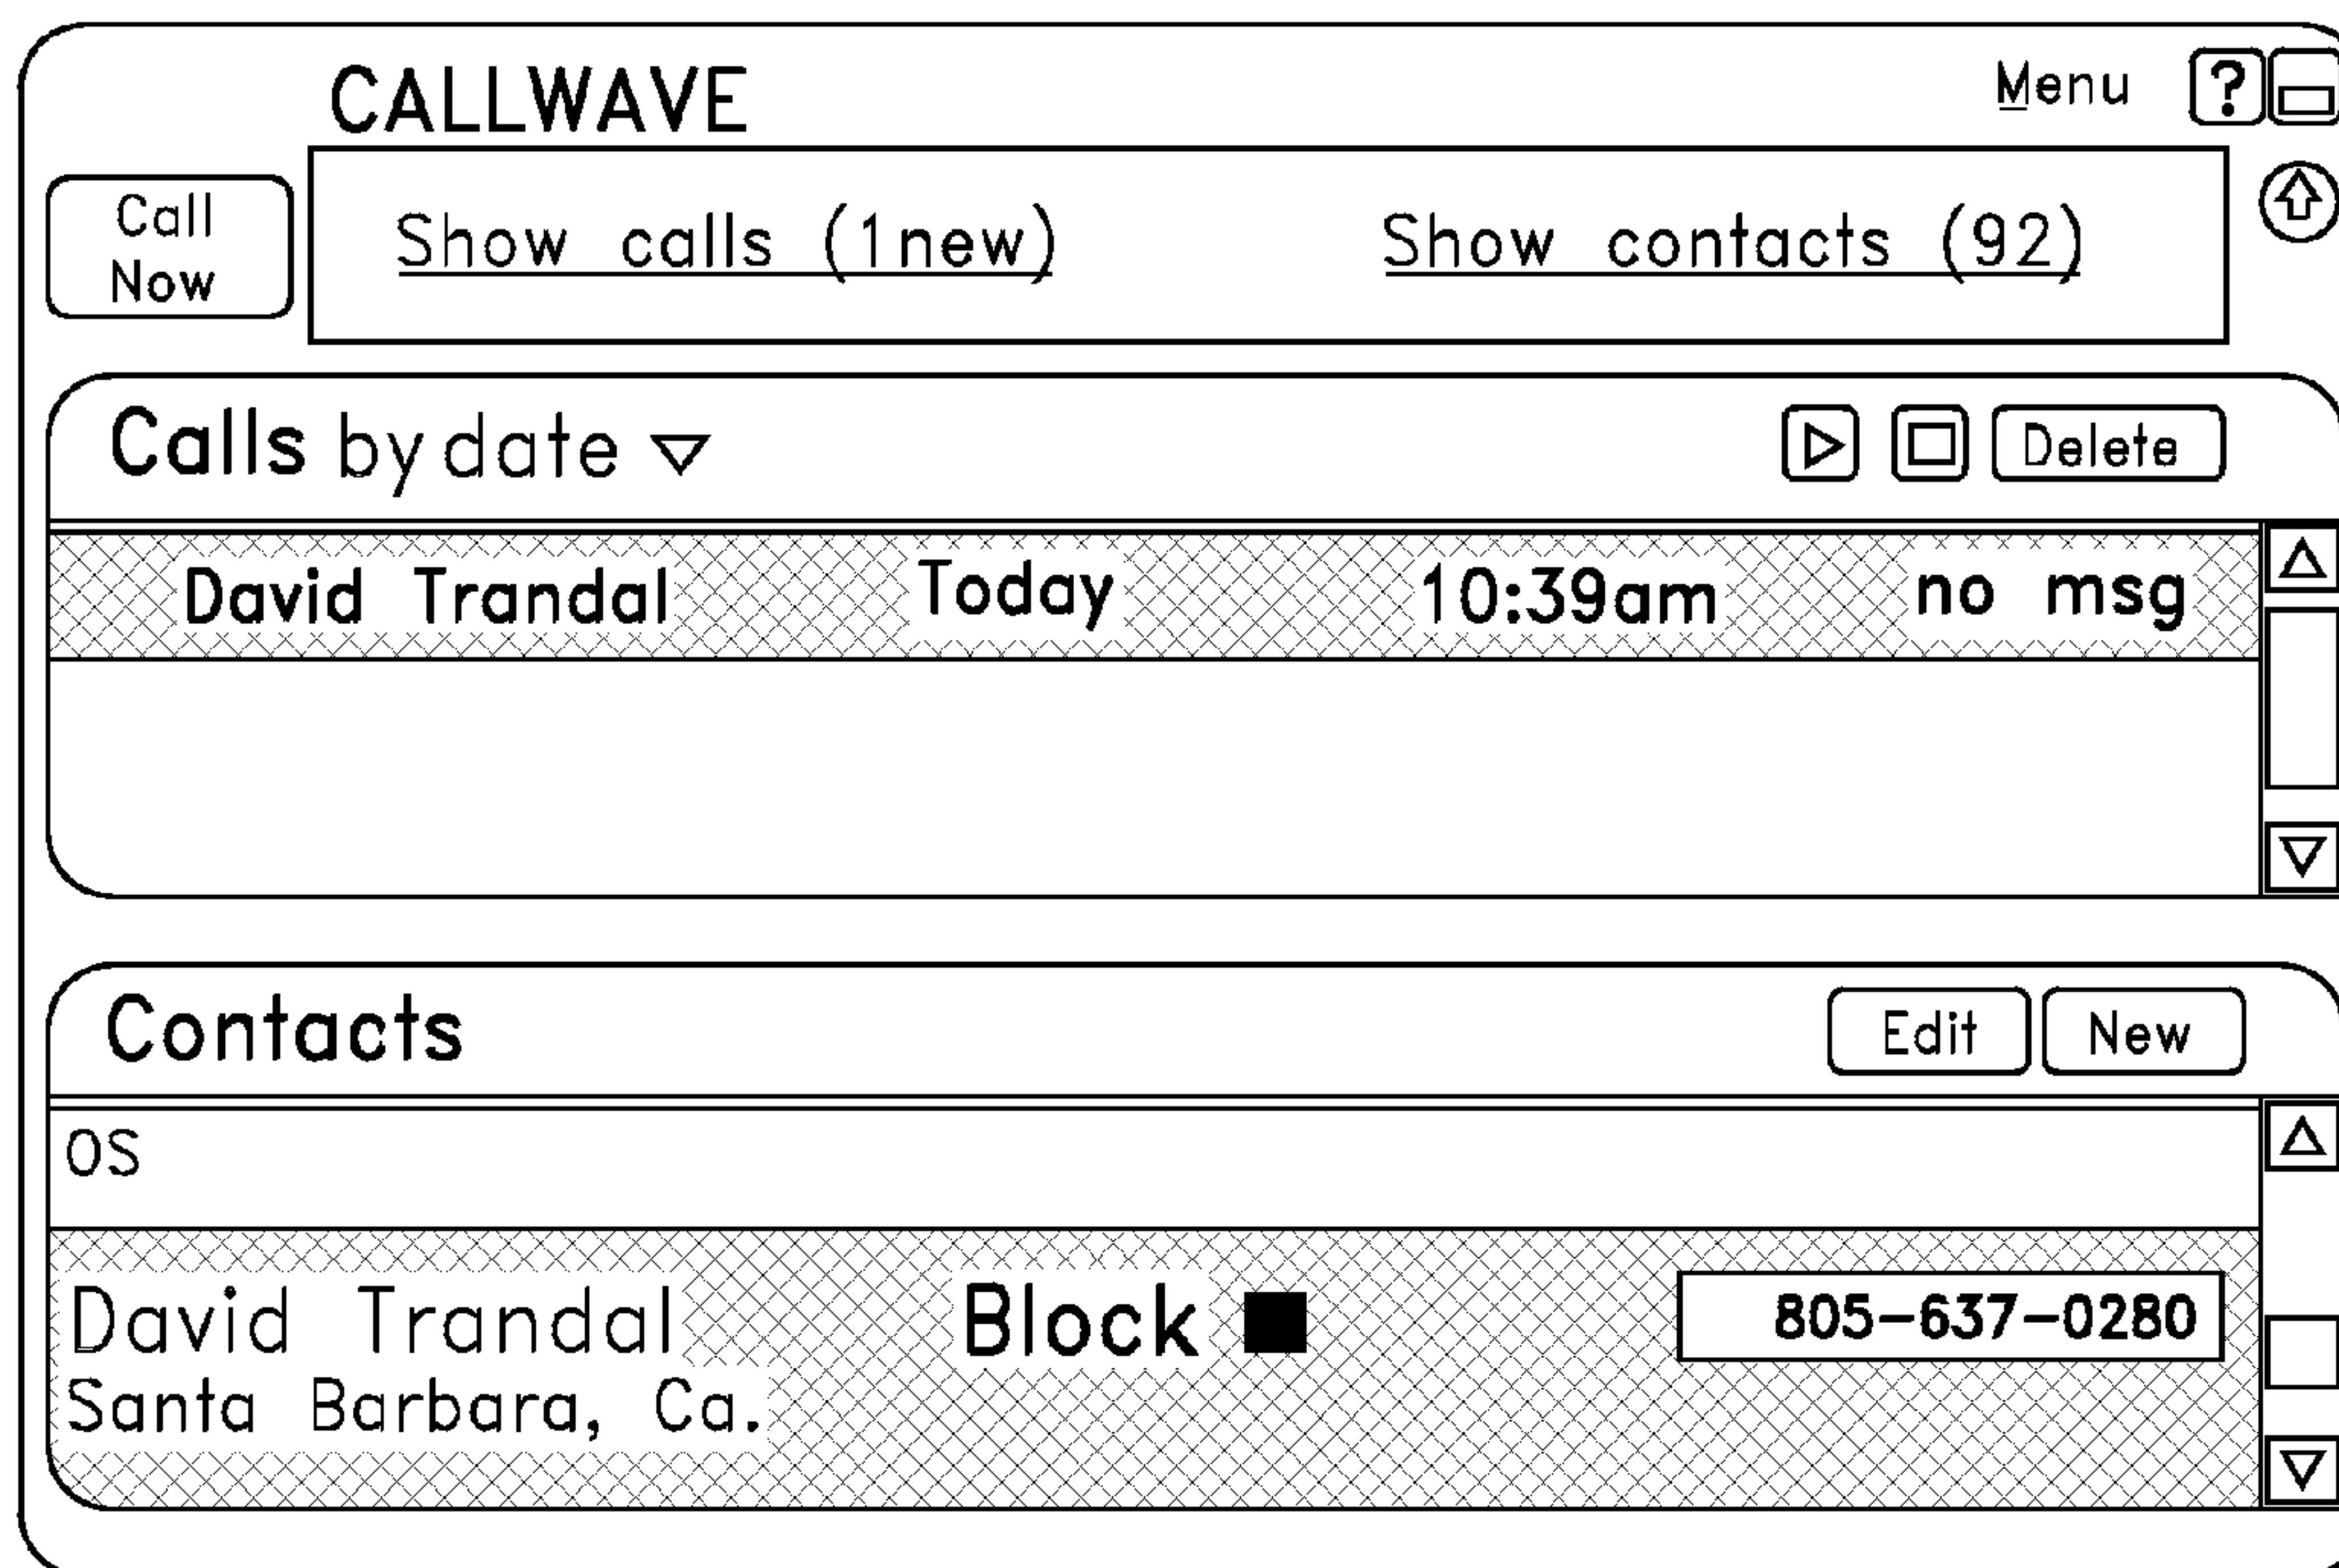 CALLWAVE Menu ?
Call
Now
Show calls (1new) Show contacts (92)
Calls by date Delete
David Trandal Today 10:39am no msg
Contacts Edit New
OS
David Trandal Block 805-637-0280
Santa Barbara, Ca.